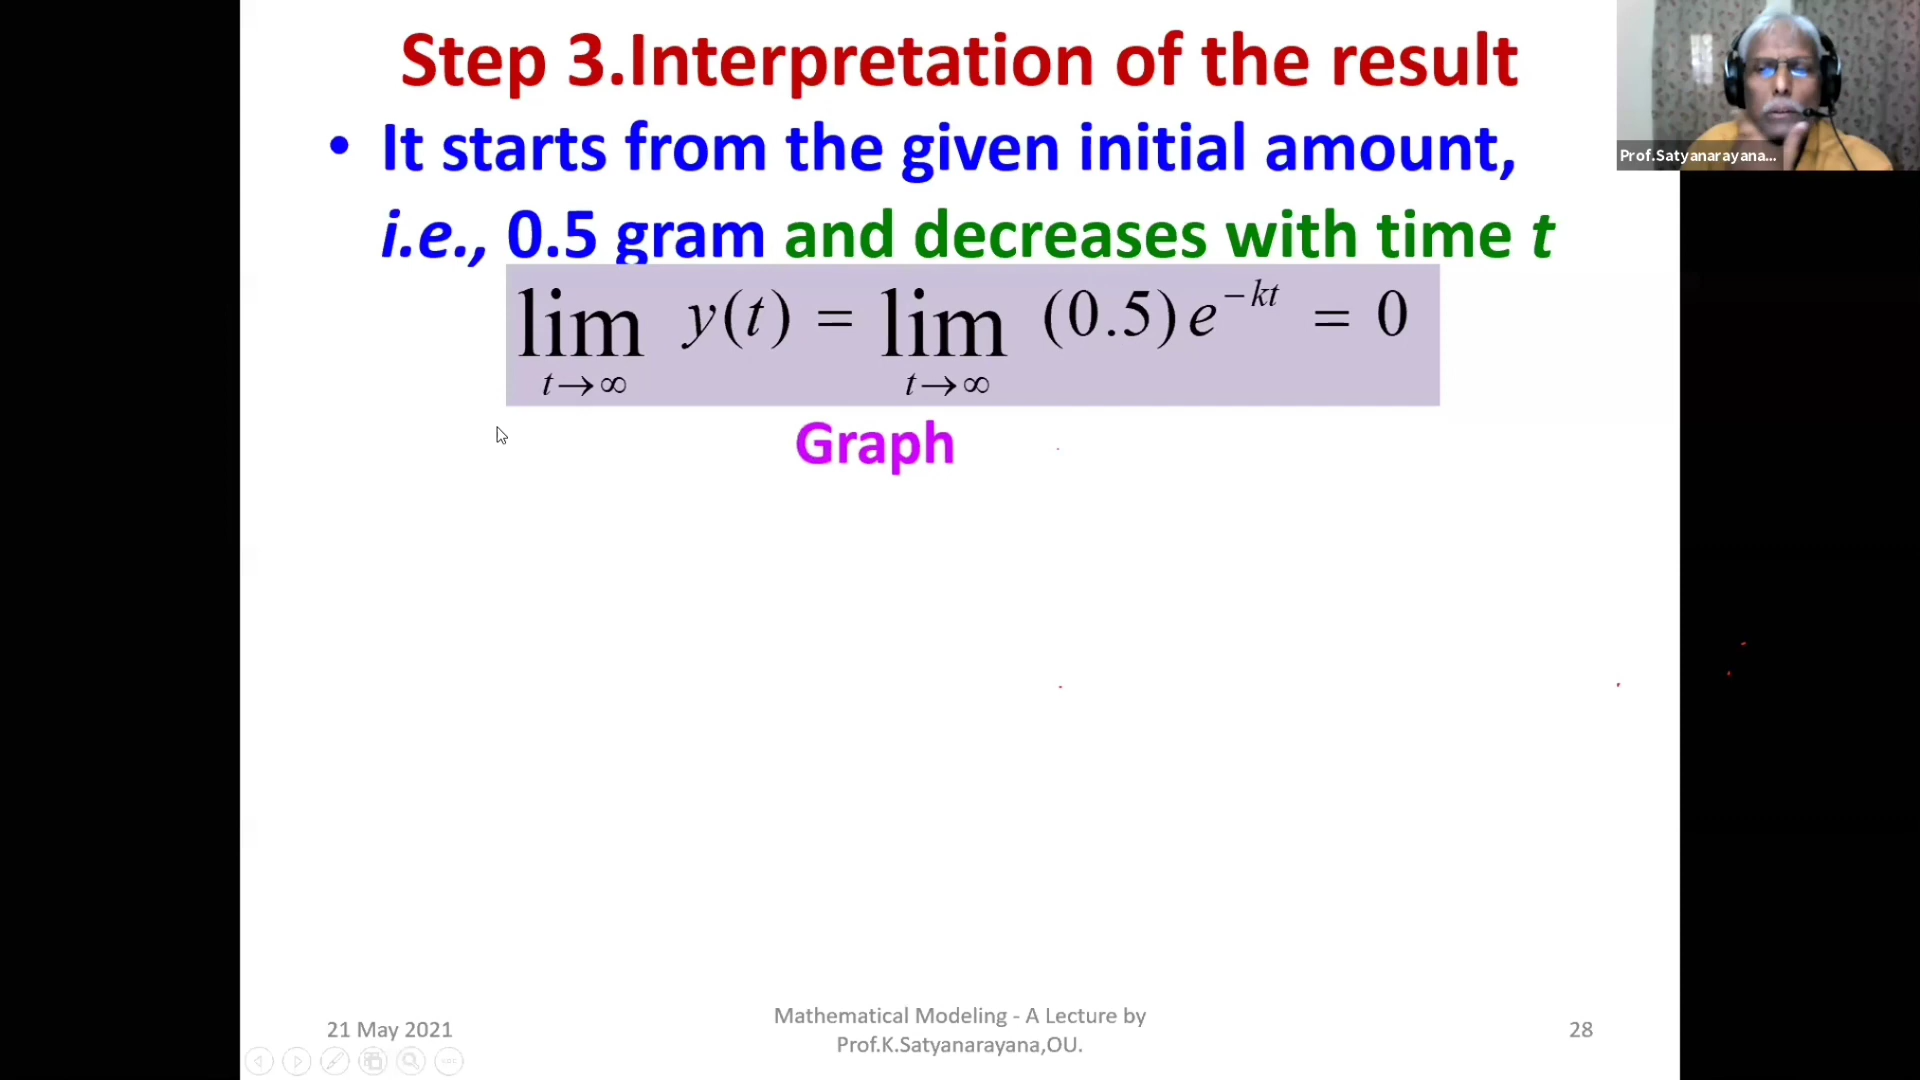 Step 3.Interpretation of the result
• It starts from the given initial amount,
i.e., 0.5 gram and decreases with time t
lim y(t) = lim (0.5) e^{-kt} = 0
t→∞ t→∞
Graph
Prof.Satyanarayana...
21 May 2021
Mathematical Modeling - A Lecture by
Prof.K.Satyanarayana,OU.
28